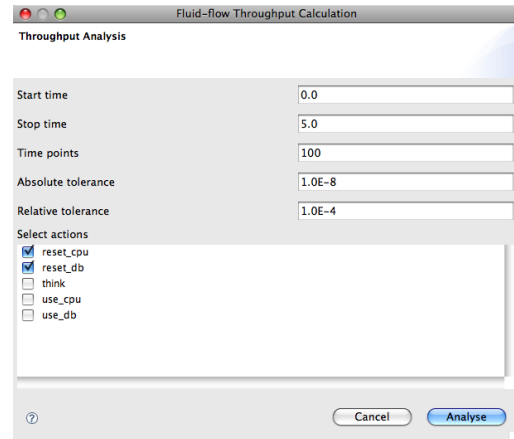 Fluid-flow Throughput Calculation
Throughput Analysis
Start time 0.0
Stop time 5.0
Time points 100
Absolute tolerance 1.0E-8
Relative tolerance 1.0E-4
Select actions
reset_cpu
reset_db
think
use_cpu
use_db
? Cancel Analyse